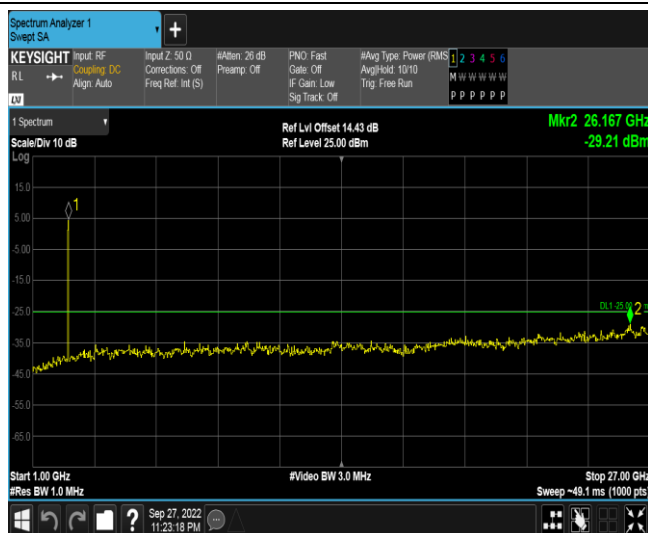 Spectrum Analyzer 1
Swept SA
+
KEYSIGHT
RL
LXI
Input: RF
Coupling: DC
Align: Auto
Input Z: 50 Ω
Corrections: Off
Freq Ref: Int (S)
#Atten: 26 dB
Preamp: Off
PNO: Fast
Gate: Off
IF Gain: Low
Sig Track: Off
#Avg Type: Power (RMS
Avg|Hold: 10/10
Trig: Free Run
1 2 3 4 5 6
M W W W W W
P P P P P P
1 Spectrum
Scale/Div 10 dB
Ref Lvl Offset 14.43 dB
Ref Level 25.00 dBm
Mkr2 26.167 GHz
-29.21 dBm
Log
15.0
5.00
-5.00
-15.0
-25.0
-35.0
-45.0
-55.0
-65.0
1
2
Start 1.00 GHz
#Res BW 1.0 MHz
#Video BW 3.0 MHz
Stop 27.00 GHz
Sweep ~49.1 ms (1000 pts)
?
Sep 27, 2022
11:23:18 PM